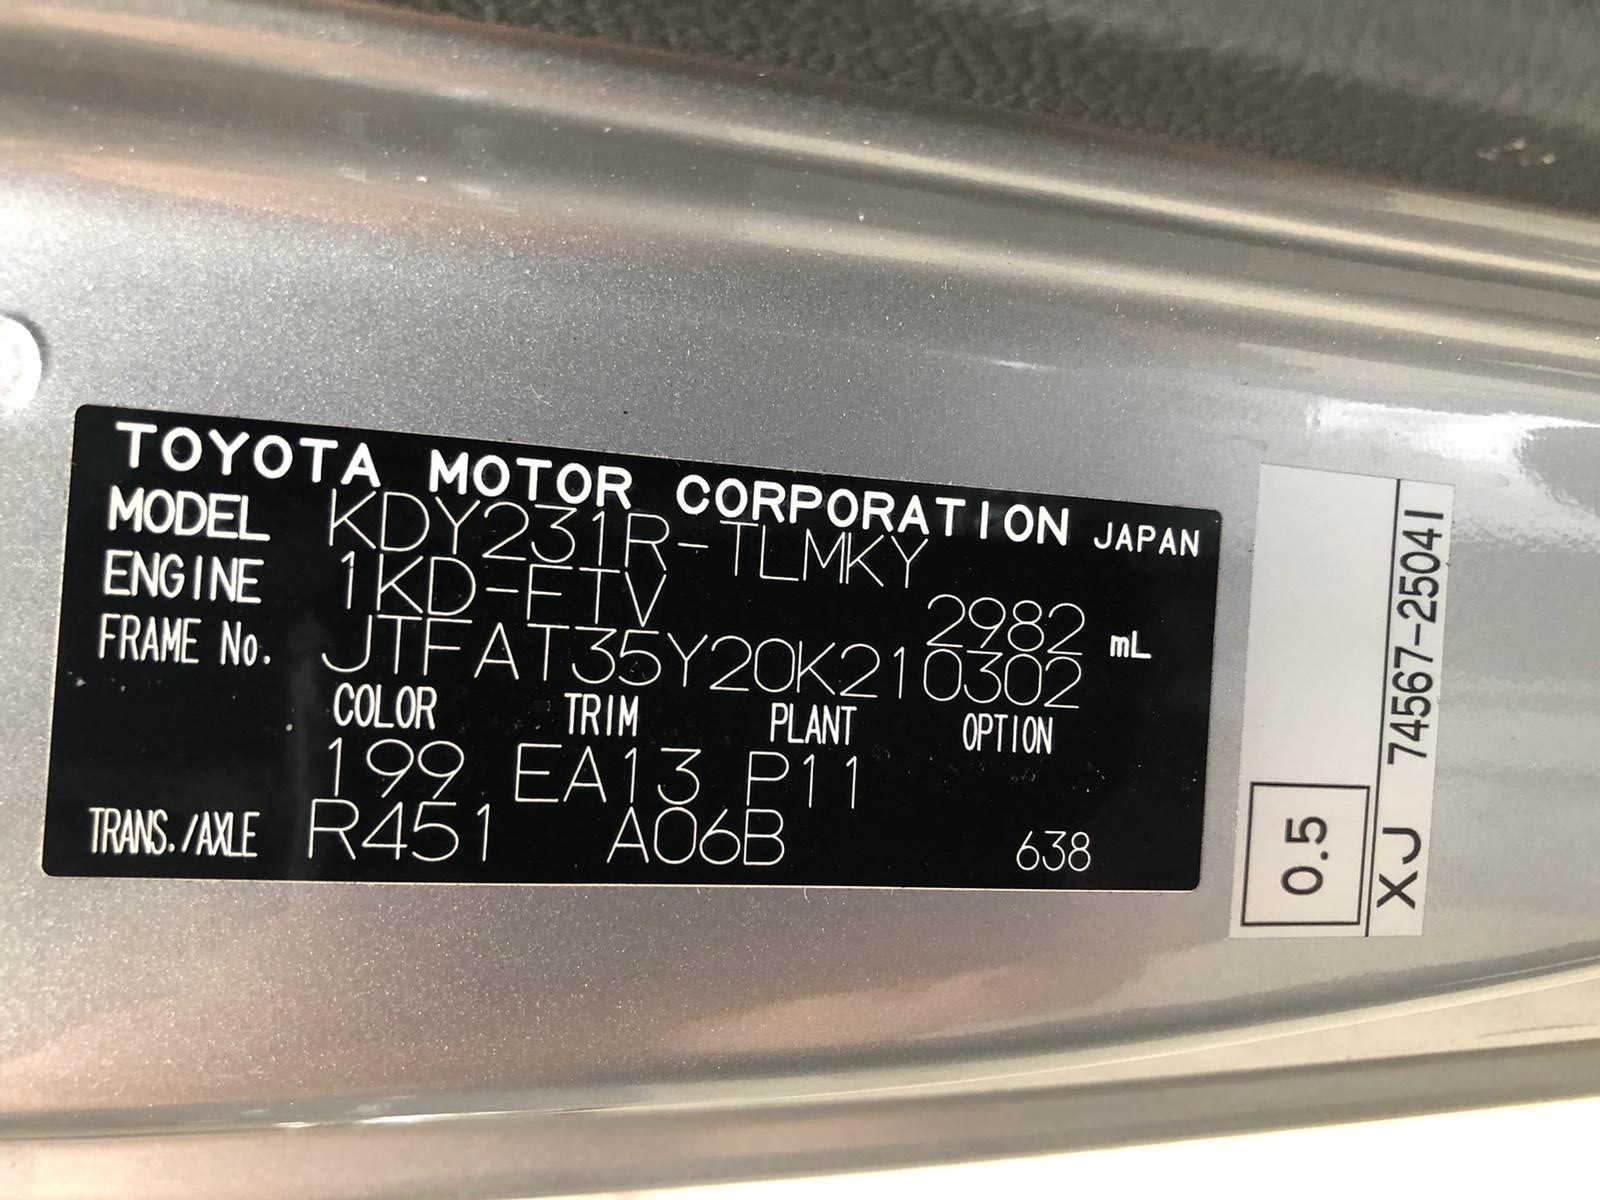 TOYOTA MOTOR CORPORATION JAPAN
MODEL KDY231R-TLMKY
ENGINE 1KD-FTV 2982 mL
FRAME No. JTFAT35Y20K210302
COLOR TRIM PLANT OPTION
199 EA13 P11
TRANS./AXLE R451 A06B 638
0.5
XJ 74567-25041